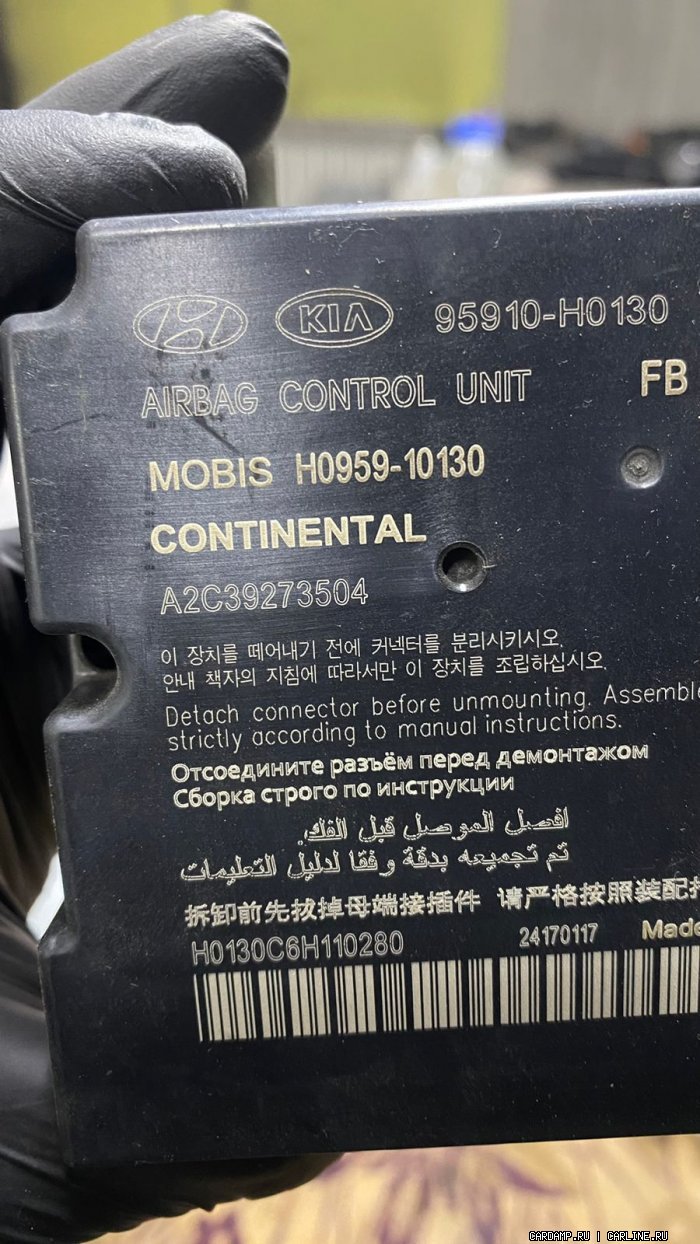 KIA 95910-H0130
AIRBAG CONTROL UNIT FB
MOBIS H0959-10130
CONTINENTAL
A2C39273504
이 장치를 떼어내기 전에 커넥터를 분리시키시오.
안내 책자의 지침에 따라서만 이 장치를 조립하십시오.
Detach connector before unmounting. Assemble
strictly according to manual instructions.
Отсоедините разъём перед демонтажом
Сборка строго по инструкции
افصل الموصل قبل الفك.
تم تجميعه بدقة وفقا لدليل التعليمات
拆卸前先拔掉母端接插件 请严格按照装配
H0130C6H110280 24170117 Made
CARDAMP.RU | CARLINE.RU